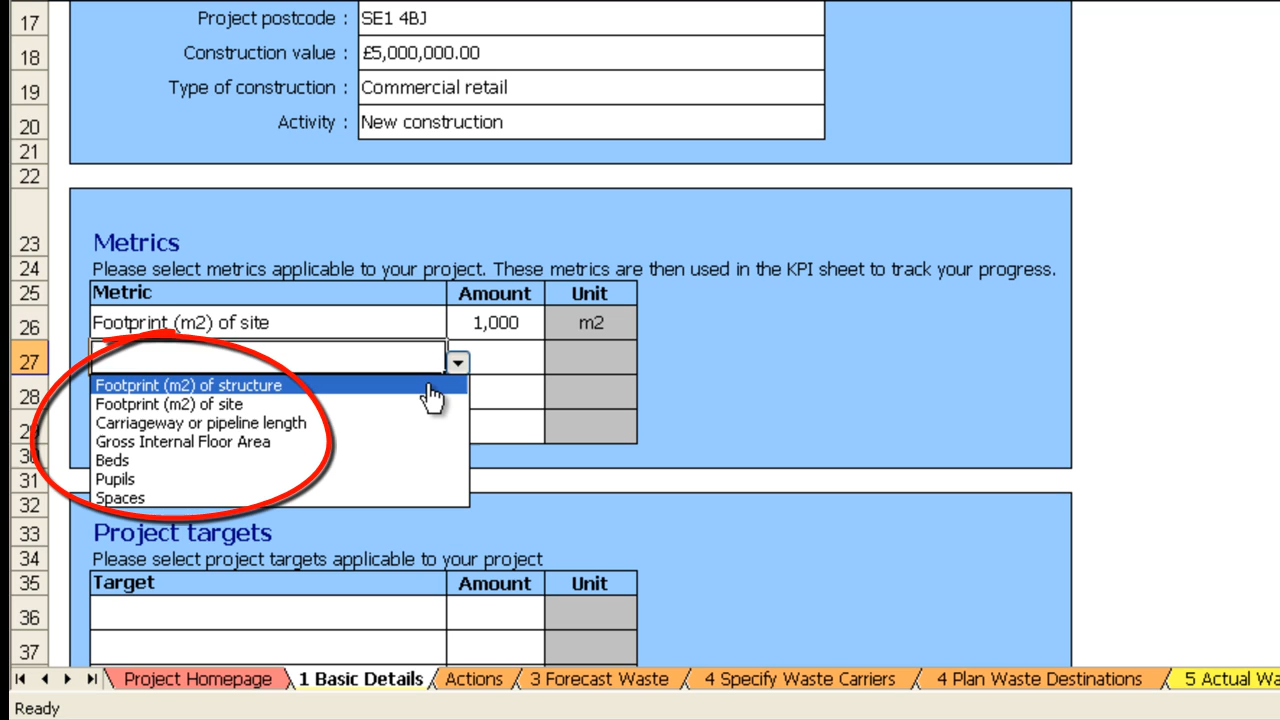 17 Project postcode : SE1 4BJ
18 Construction value : £5,000,000.00
19 Type of construction : Commercial retail
20 Activity : New construction
21
22
23 Metrics
24 Please select metrics applicable to your project. These metrics are then used in the KPI sheet to track your progress.
25 Metric Amount Unit
26 Footprint (m2) of site 1,000 m2
27
Footprint (m2) of structure
28 Footprint (m2) of site
Carriageway or pipeline length
29 Gross Internal Floor Area
30 Beds
31 Pupils
32 Spaces
33 Project targets
34 Please select project targets applicable to your project
35 Target Amount Unit
36
37
Project Homepage 1 Basic Details Actions 3 Forecast Waste 4 Specify Waste Carriers 4 Plan Waste Destinations 5 Actual Wa
Ready